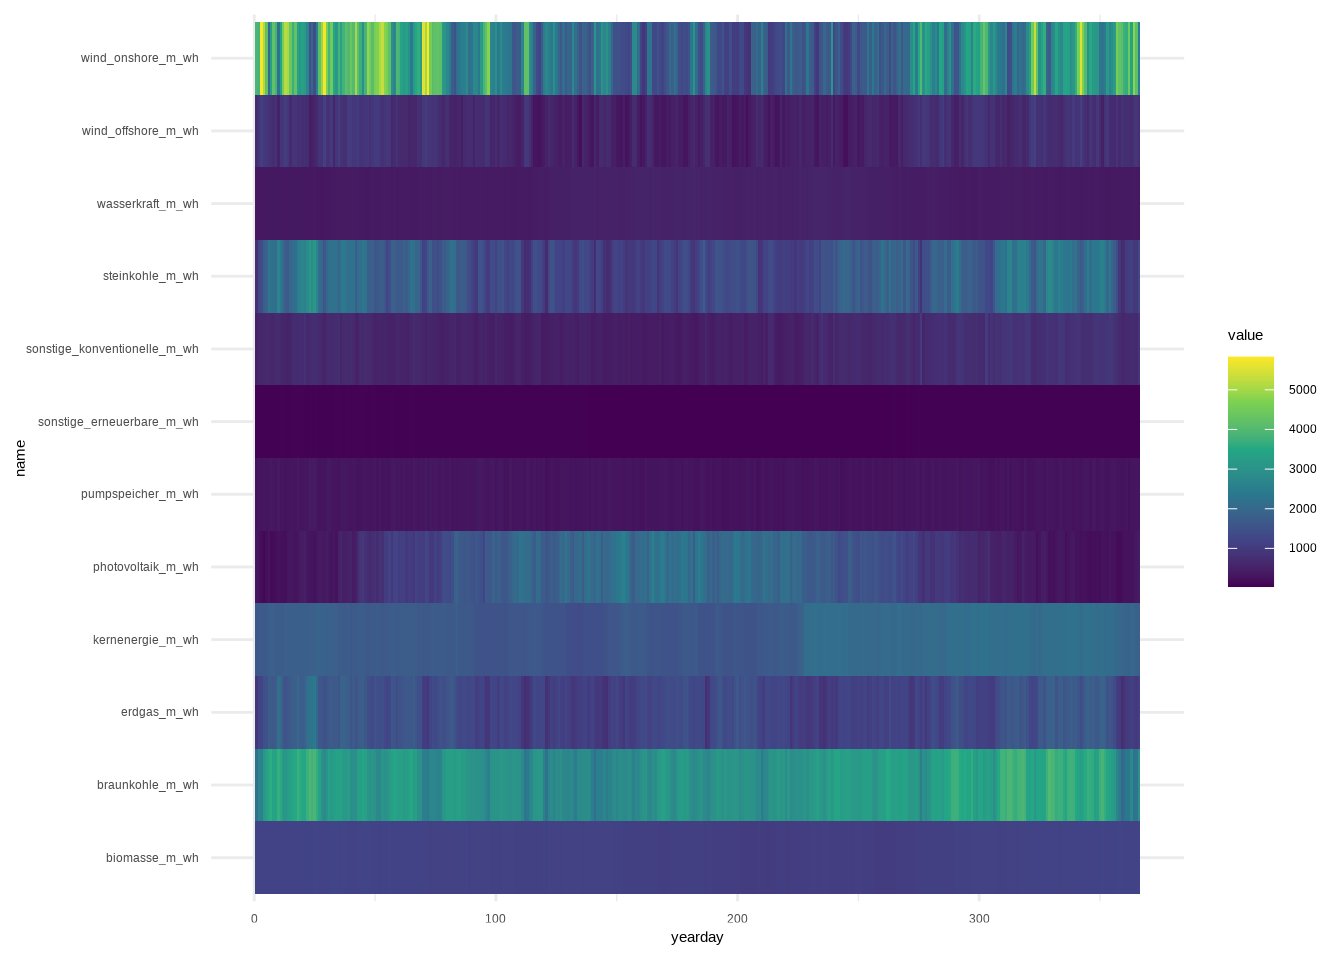 wind_onshore_m_wh
wind_offshore_m_wh
wasserkraft_m_wh
steinkohle_m_wh
sonstige_konventionelle_m_wh
sonstige_erneuerbare_m_wh
pumpspeicher_m_wh
photovoltaik_m_wh
kernenergie_m_wh
erdgas_m_wh
braunkohle_m_wh
biomasse_m_wh
name
0 100 200 300
yearday
value
5000
4000
3000
2000
1000